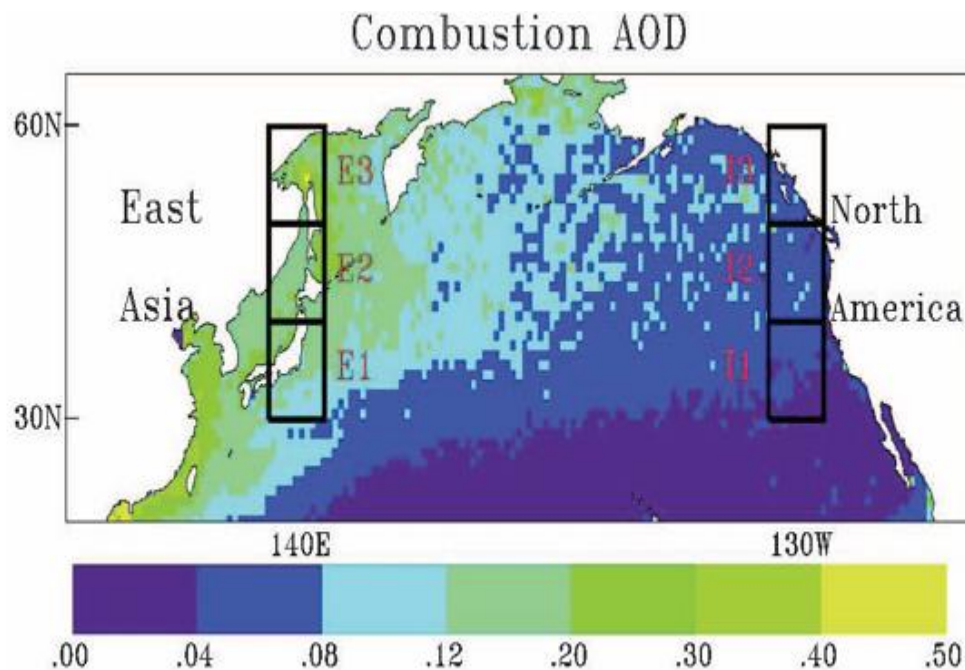 Combustion AOD
60N
E3 I3
East North
E2 I2
Asia America
E1 I1
30N
140E 130W
.00 .04 .08 .12 .20 .30 .40 .50